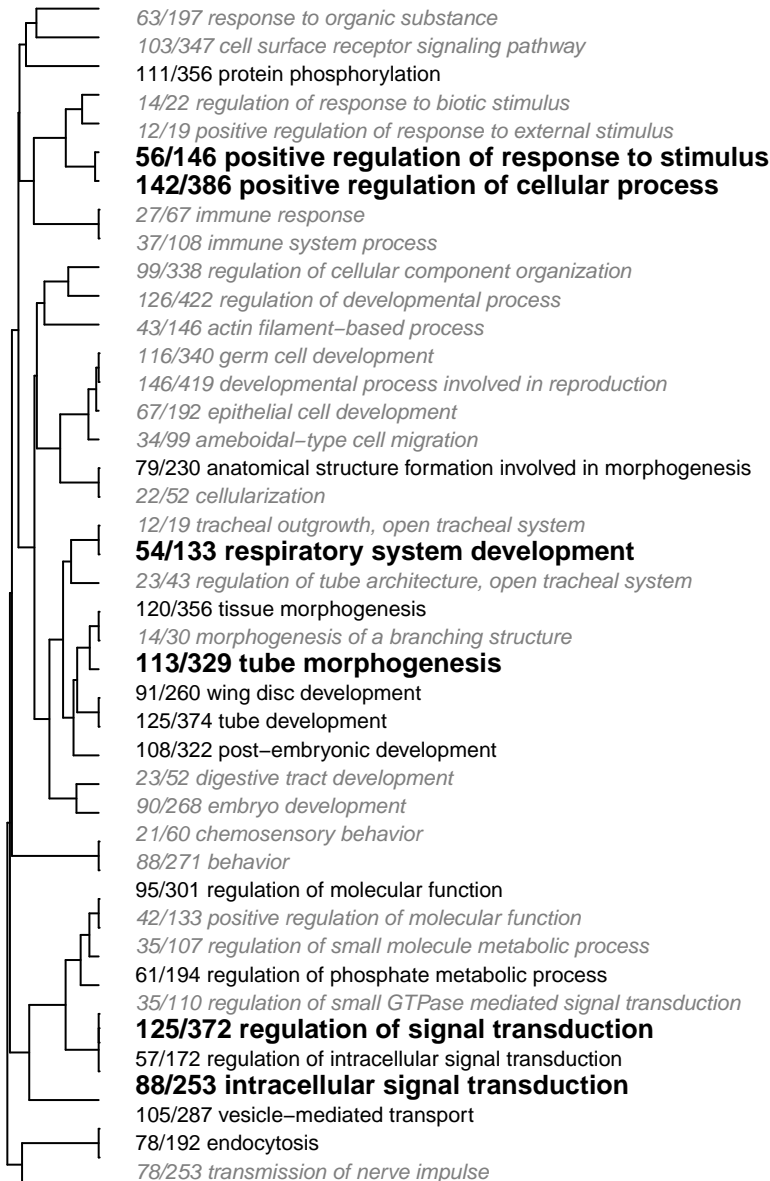 63/197 response to organic substance
103/347 cell surface receptor signaling pathway
111/356 protein phosphorylation
14/22 regulation of response to biotic stimulus
12/19 positive regulation of response to external stimulus
56/146 positive regulation of response to stimulus
142/386 positive regulation of cellular process
27/67 immune response
37/108 immune system process
99/338 regulation of cellular component organization
126/422 regulation of developmental process
43/146 actin filament−based process
116/340 germ cell development
146/419 developmental process involved in reproduction
67/192 epithelial cell development
34/99 ameboidal−type cell migration
79/230 anatomical structure formation involved in morphogenesis
22/52 cellularization
12/19 tracheal outgrowth, open tracheal system
54/133 respiratory system development
23/43 regulation of tube architecture, open tracheal system
120/356 tissue morphogenesis
14/30 morphogenesis of a branching structure
113/329 tube morphogenesis
91/260 wing disc development
125/374 tube development
108/322 post−embryonic development
23/52 digestive tract development
90/268 embryo development
21/60 chemosensory behavior
88/271 behavior
95/301 regulation of molecular function
42/133 positive regulation of molecular function
35/107 regulation of small molecule metabolic process
61/194 regulation of phosphate metabolic process
35/110 regulation of small GTPase mediated signal transduction
125/372 regulation of signal transduction
57/172 regulation of intracellular signal transduction
88/253 intracellular signal transduction
105/287 vesicle−mediated transport
78/192 endocytosis
78/253 transmission of nerve impulse